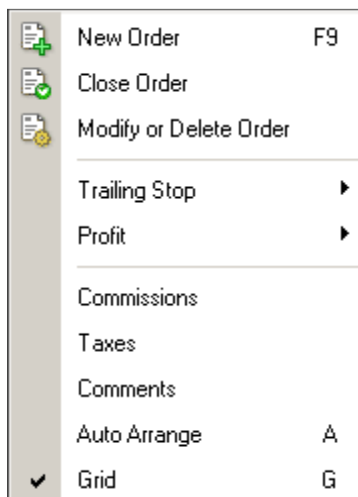 New Order F9
Close Order
Modify or Delete Order
Trailing Stop
Profit
Commissions
Taxes
Comments
Auto Arrange A
Grid G